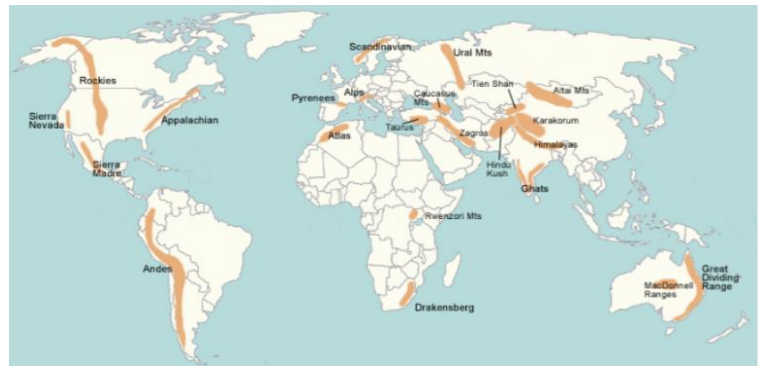 Scandinavian
Ural Mts
Rockies
Tien Shan
Altai Mts
Alps
Caucasus
Mts
Pyrenees
Sierra
Nevada
Appalachian
Taurus
Karakorum
Zagros
Atlas
Himalayas
Sierra
Madre
Hindu
Kush
Ghats
Rwenzori Mts
Andes
Great
Dividing
Range
MacDonnell
Ranges
Drakensberg